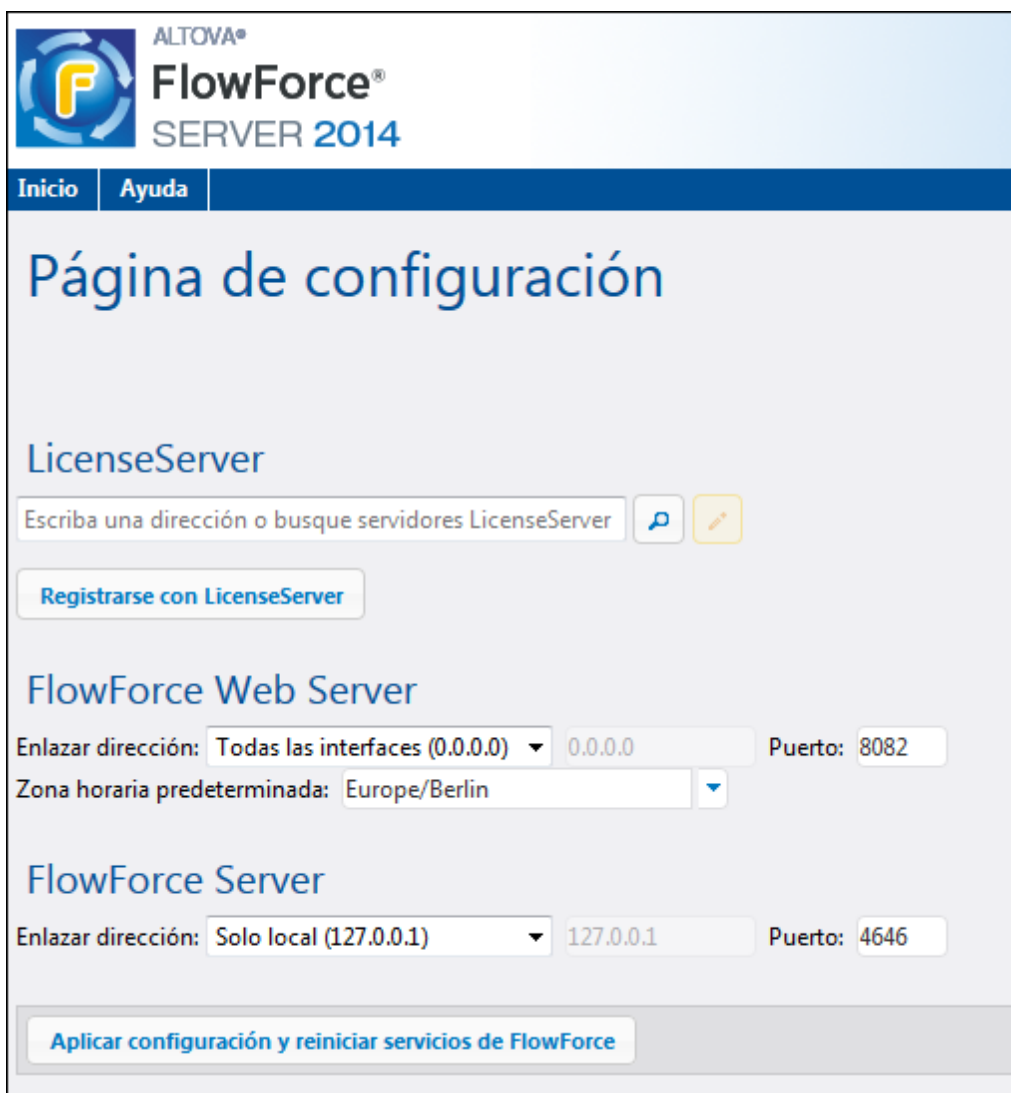 ALTOVA®
FlowForce®
SERVER 2014
Inicio Ayuda
Página de configuración
LicenseServer
Escriba una dirección o busque servidores LicenseServer
Registrarse con LicenseServer
FlowForce Web Server
Enlazar dirección: Todas las interfaces (0.0.0.0) 0.0.0.0 Puerto: 8082
Zona horaria predeterminada: Europe/Berlin
FlowForce Server
Enlazar dirección: Solo local (127.0.0.1) 127.0.0.1 Puerto: 4646
Aplicar configuración y reiniciar servicios de FlowForce